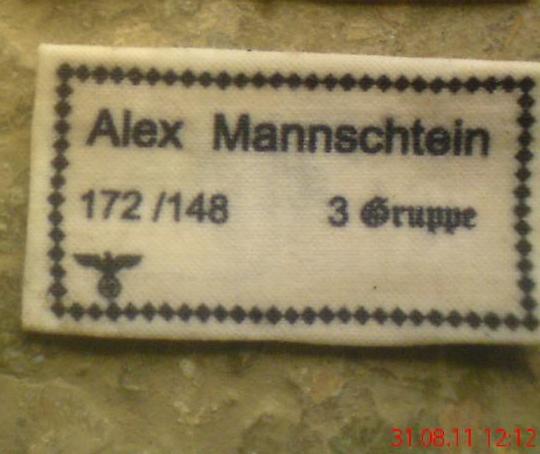 Alex Mannschtein
172 /148 3 Gruppe
31.08.11 12:12